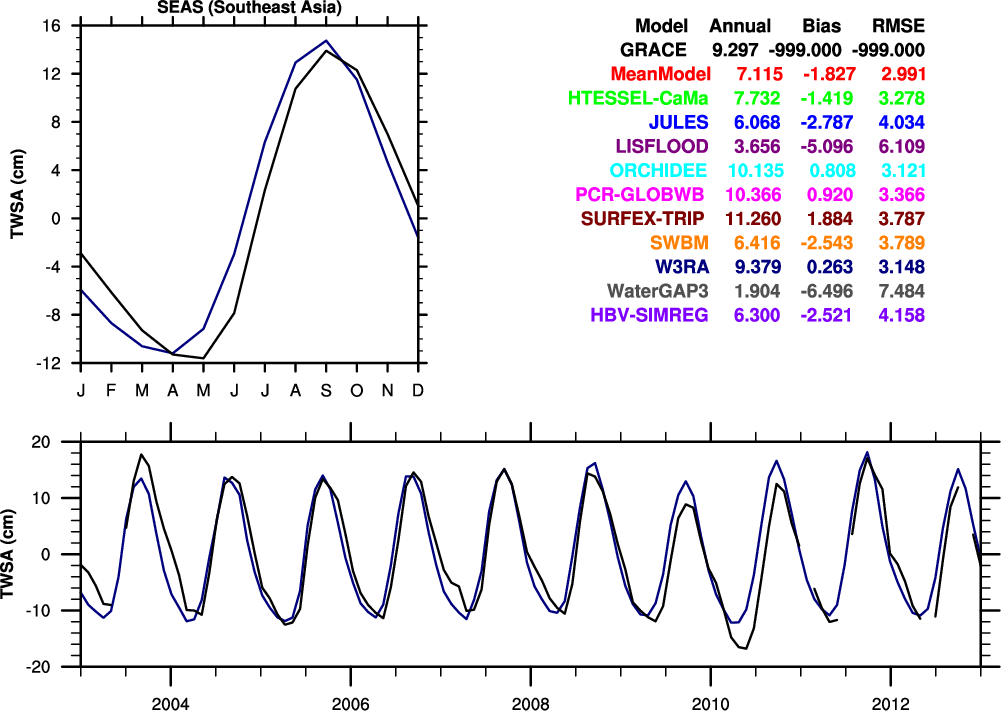 SEAS (Southeast Asia)
16
12
8
4
0
-4
-8
-12
TWSA (cm)
J F M A M J J A S O N D
Model Annual Bias RMSE
GRACE 9.297 -999.000 -999.000
MeanModel 7.115 -1.827 2.991
HTESSEL-CaMa 7.732 -1.419 3.278
JULES 6.068 -2.787 4.034
LISFLOOD 3.656 -5.096 6.109
ORCHIDEE 10.135 0.808 3.121
PCR-GLOBWB 10.366 0.920 3.366
SURFEX-TRIP 11.260 1.884 3.787
SWBM 6.416 -2.543 3.789
W3RA 9.379 0.263 3.148
WaterGAP3 1.904 -6.496 7.484
HBV-SIMREG 6.300 -2.521 4.158
20
10
0
-10
-20
TWSA (cm)
2004 2006 2008 2010 2012